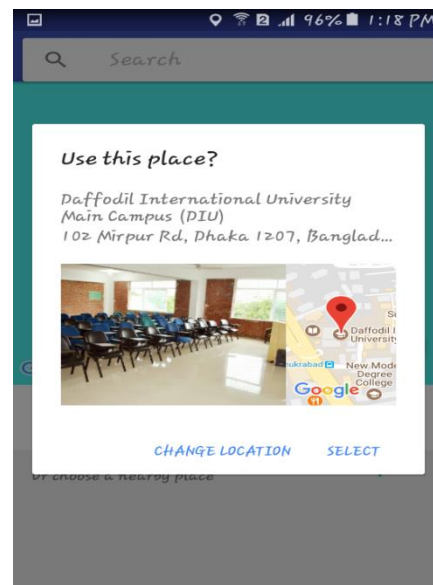 96% 1:18 PM
Search
Use this place?
Daffodil International University
Main Campus (DIU)
102 Mirpur Rd, Dhaka 1207, Banglad...
Daffodil I
University
ukrabad
New Mode
Degree
College
Google
CHANGE LOCATION SELECT
Or choose a nearby place